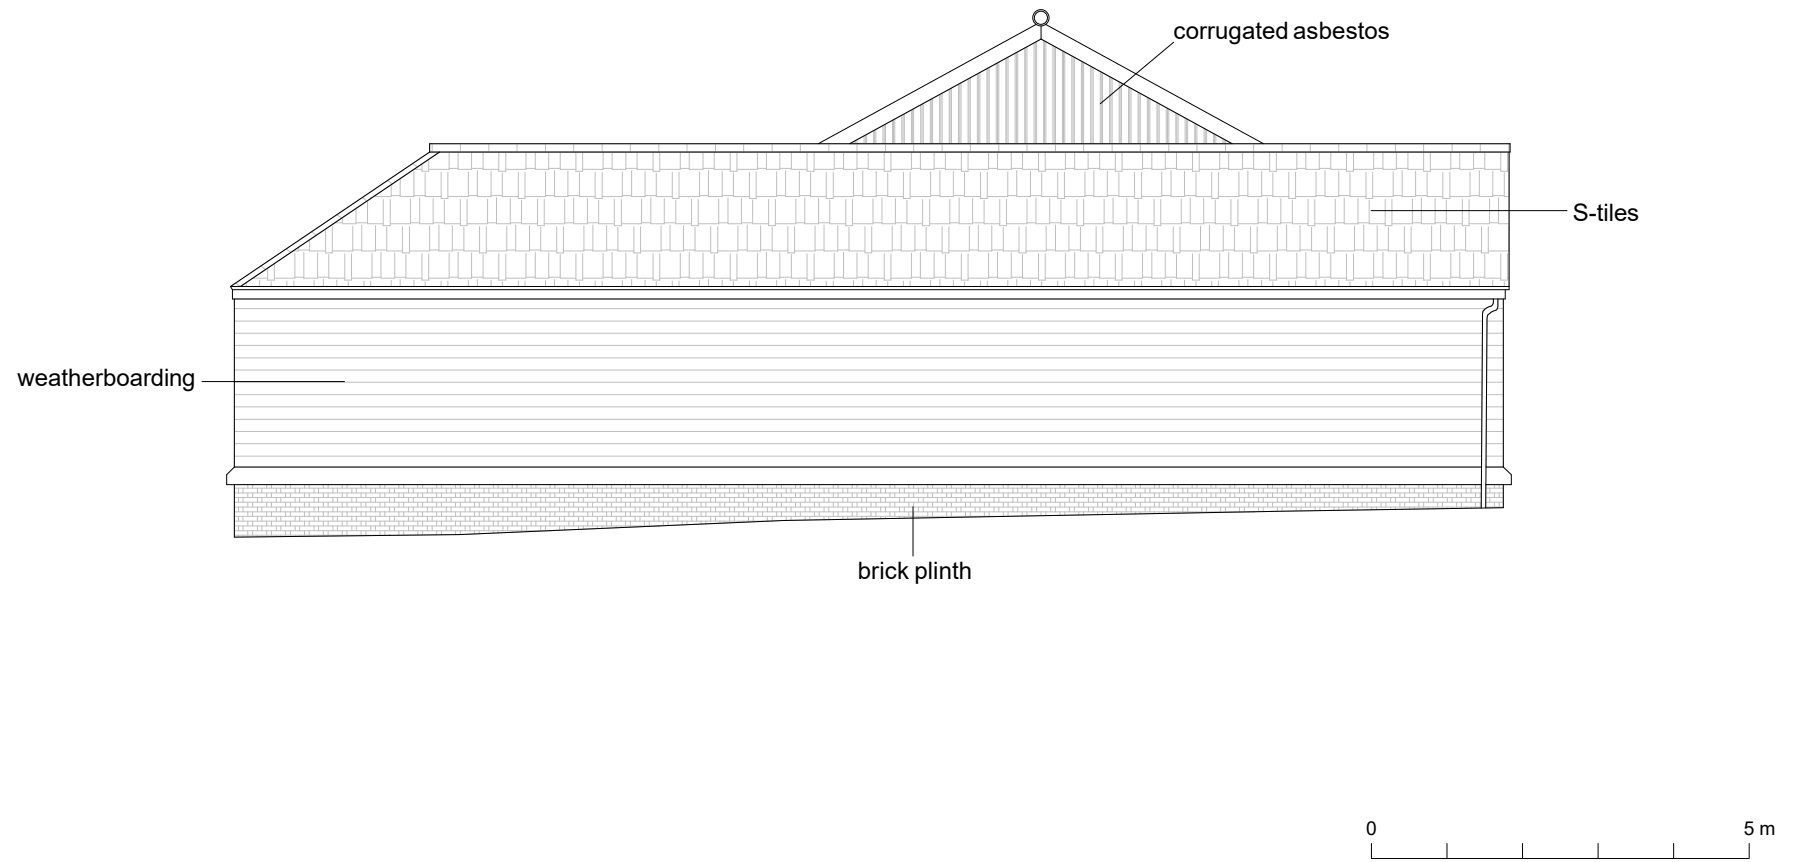 corrugated asbestos
S-tiles
weatherboarding
brick plinth
0 5 m